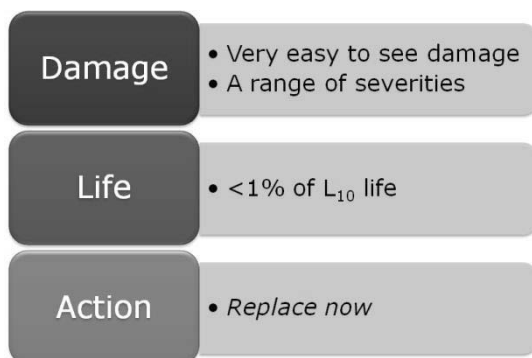 Damage
• Very easy to see damage
• A range of severities
Life
• <1% of L₁₀ life
Action
• Replace now